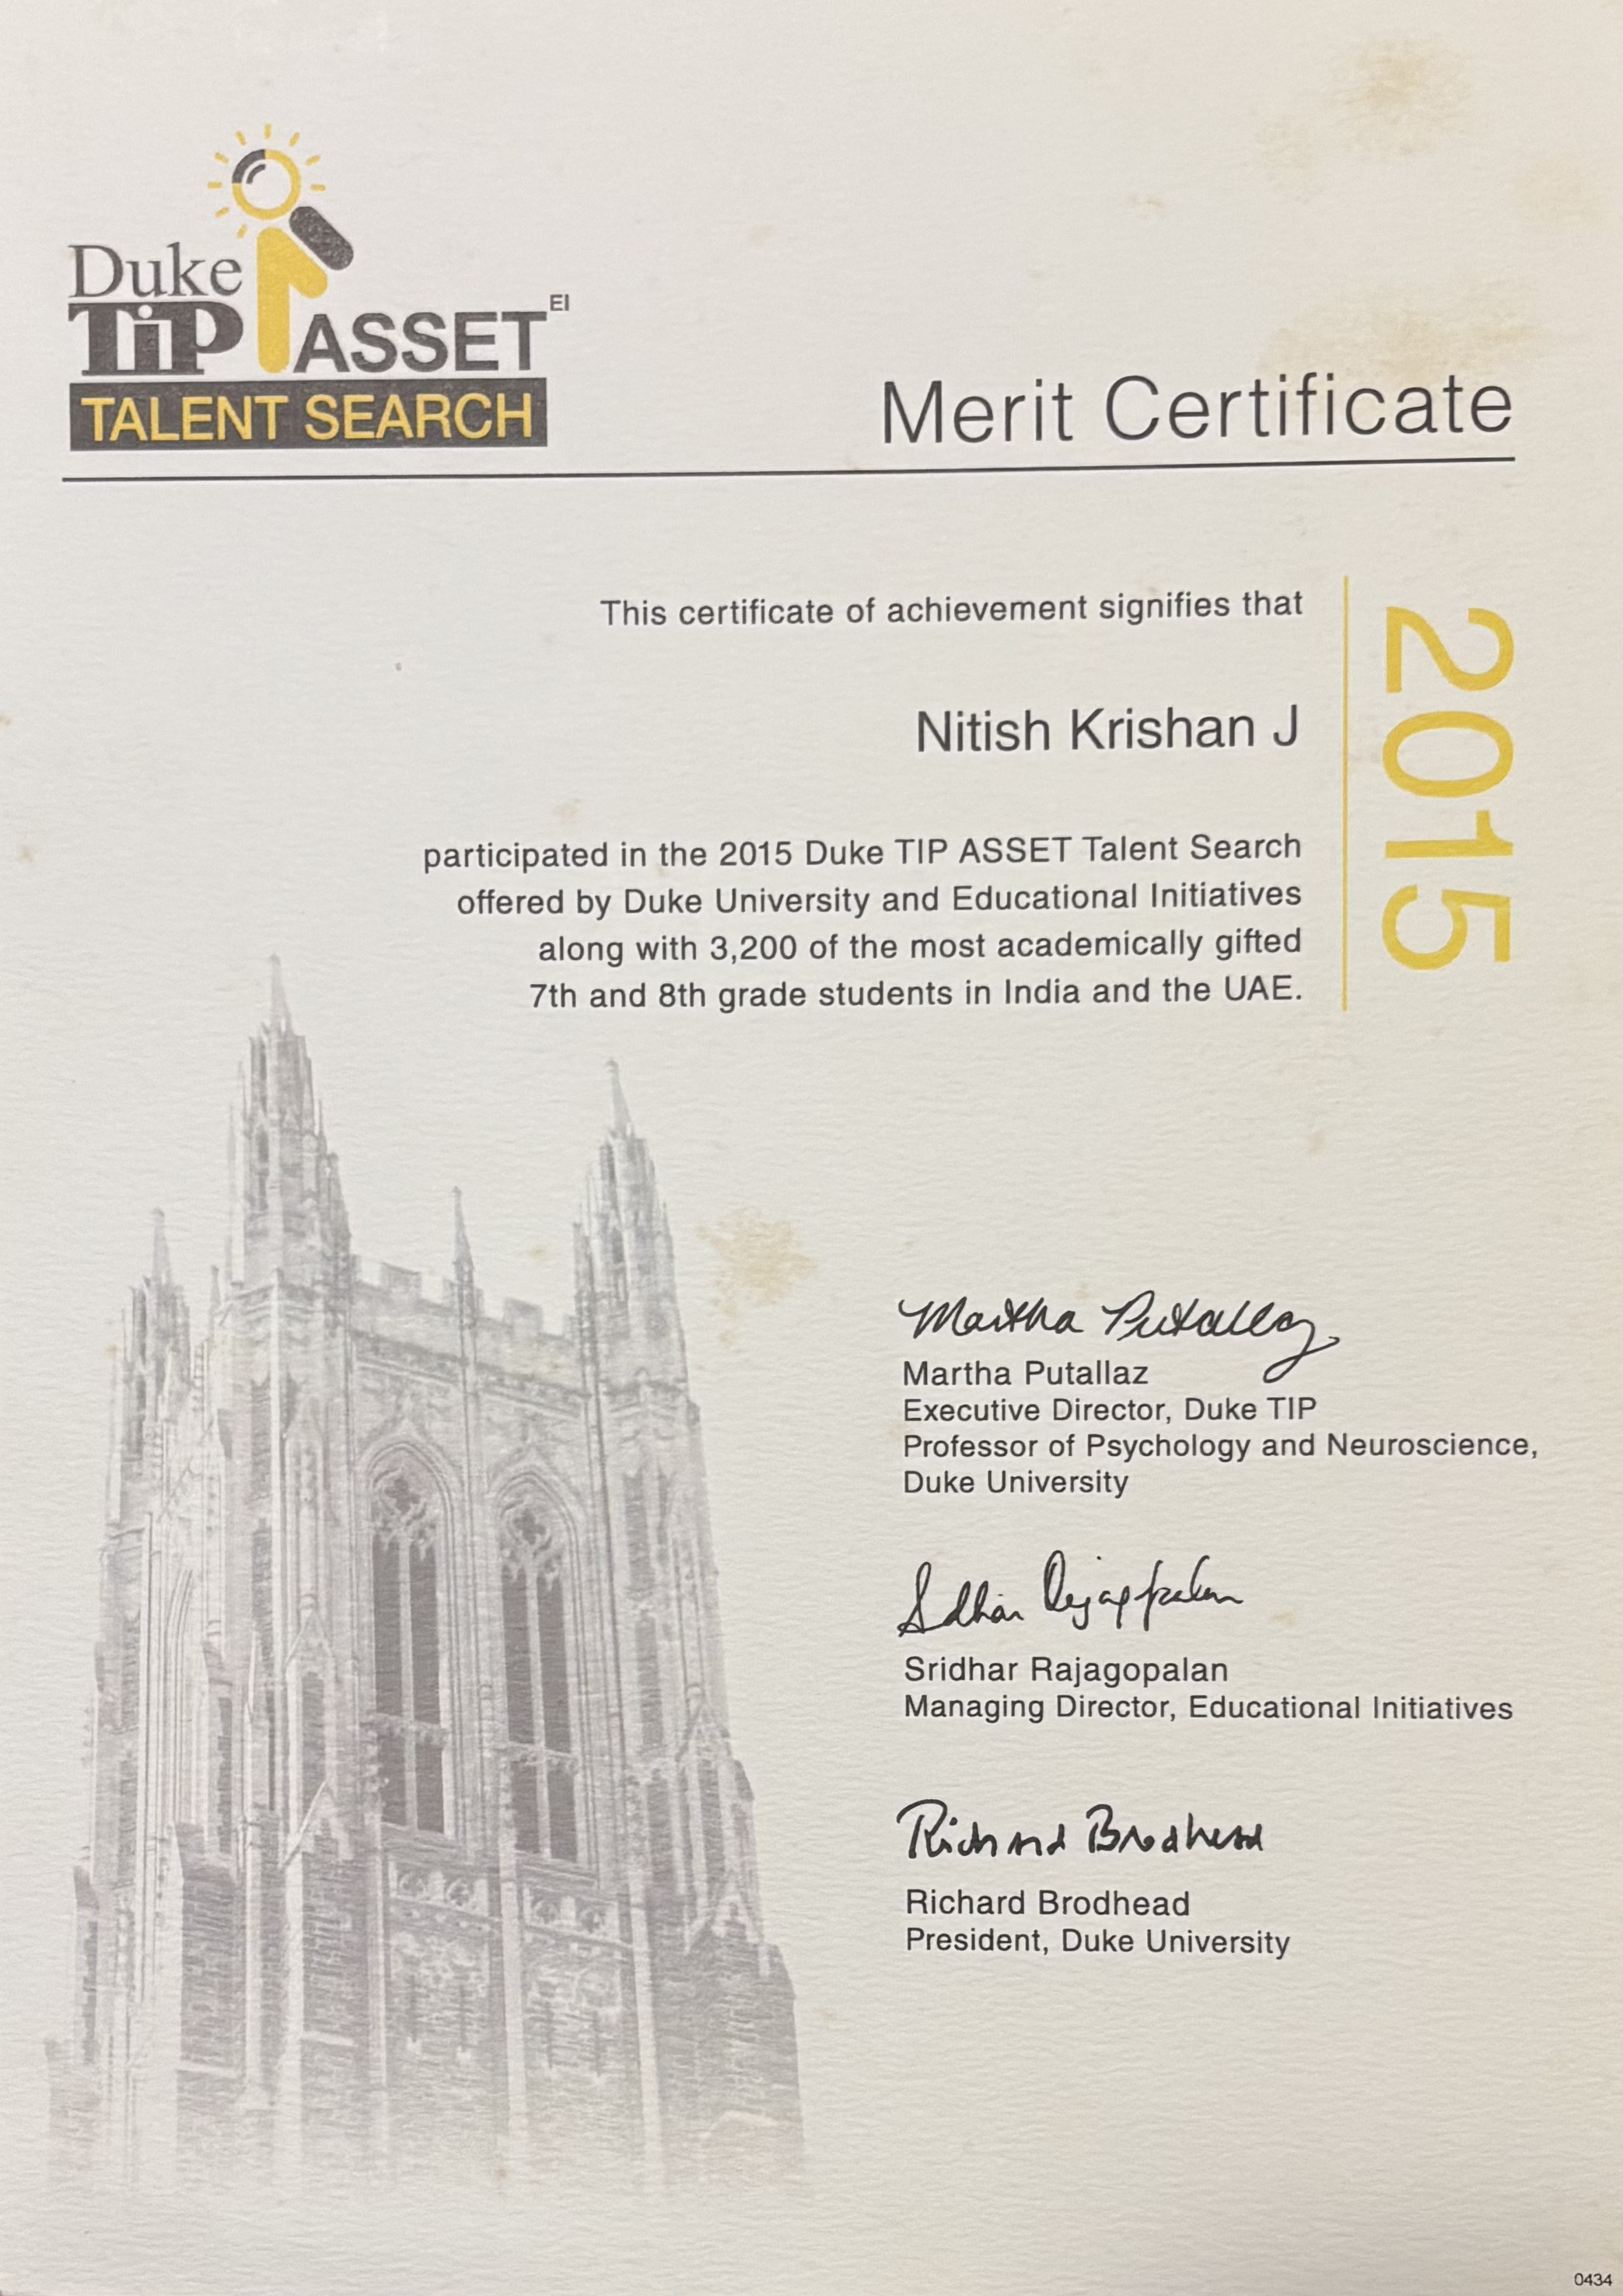 Duke
TiP ASSET EI
TALENT SEARCH
Merit Certificate
This certificate of achievement signifies that
Nitish Krishan J
participated in the 2015 Duke TIP ASSET Talent Search
offered by Duke University and Educational Initiatives
along with 3,200 of the most academically gifted
7th and 8th grade students in India and the UAE.
2015
Martha Putallaz
Martha Putallaz
Executive Director, Duke TIP
Professor of Psychology and Neuroscience,
Duke University
Sridhar Rajagopalan
Sridhar Rajagopalan
Managing Director, Educational Initiatives
Richard Brodhead
Richard Brodhead
President, Duke University
0434